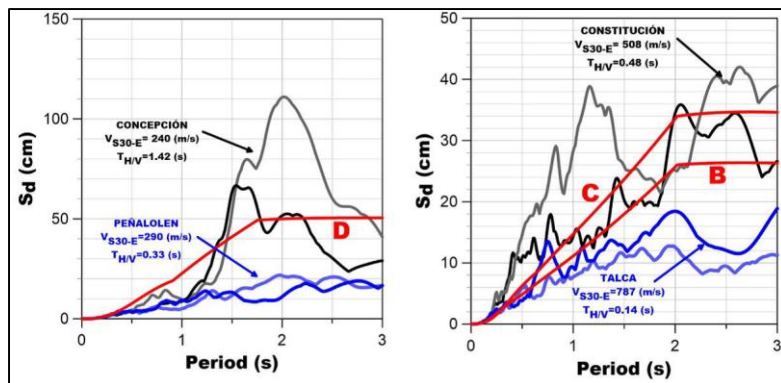 150
100
50
0
Sd (cm)
CONCEPCIÓN
VS30-E= 240 (m/s)
TH/V=1.42 (s)
PEÑALOLEN
VS30-E=290 (m/s)
TH/V=0.33 (s)
D
0 1 2 3
Period (s)
50
40
30
20
10
0
Sd (cm)
CONSTITUCIÓN
VS30-E= 508 (m/s)
TH/V=0.48 (s)
C
B
TALCA
VS30-E=787 (m/s)
TH/V=0.14 (s)
0 1 2 3
Period (s)